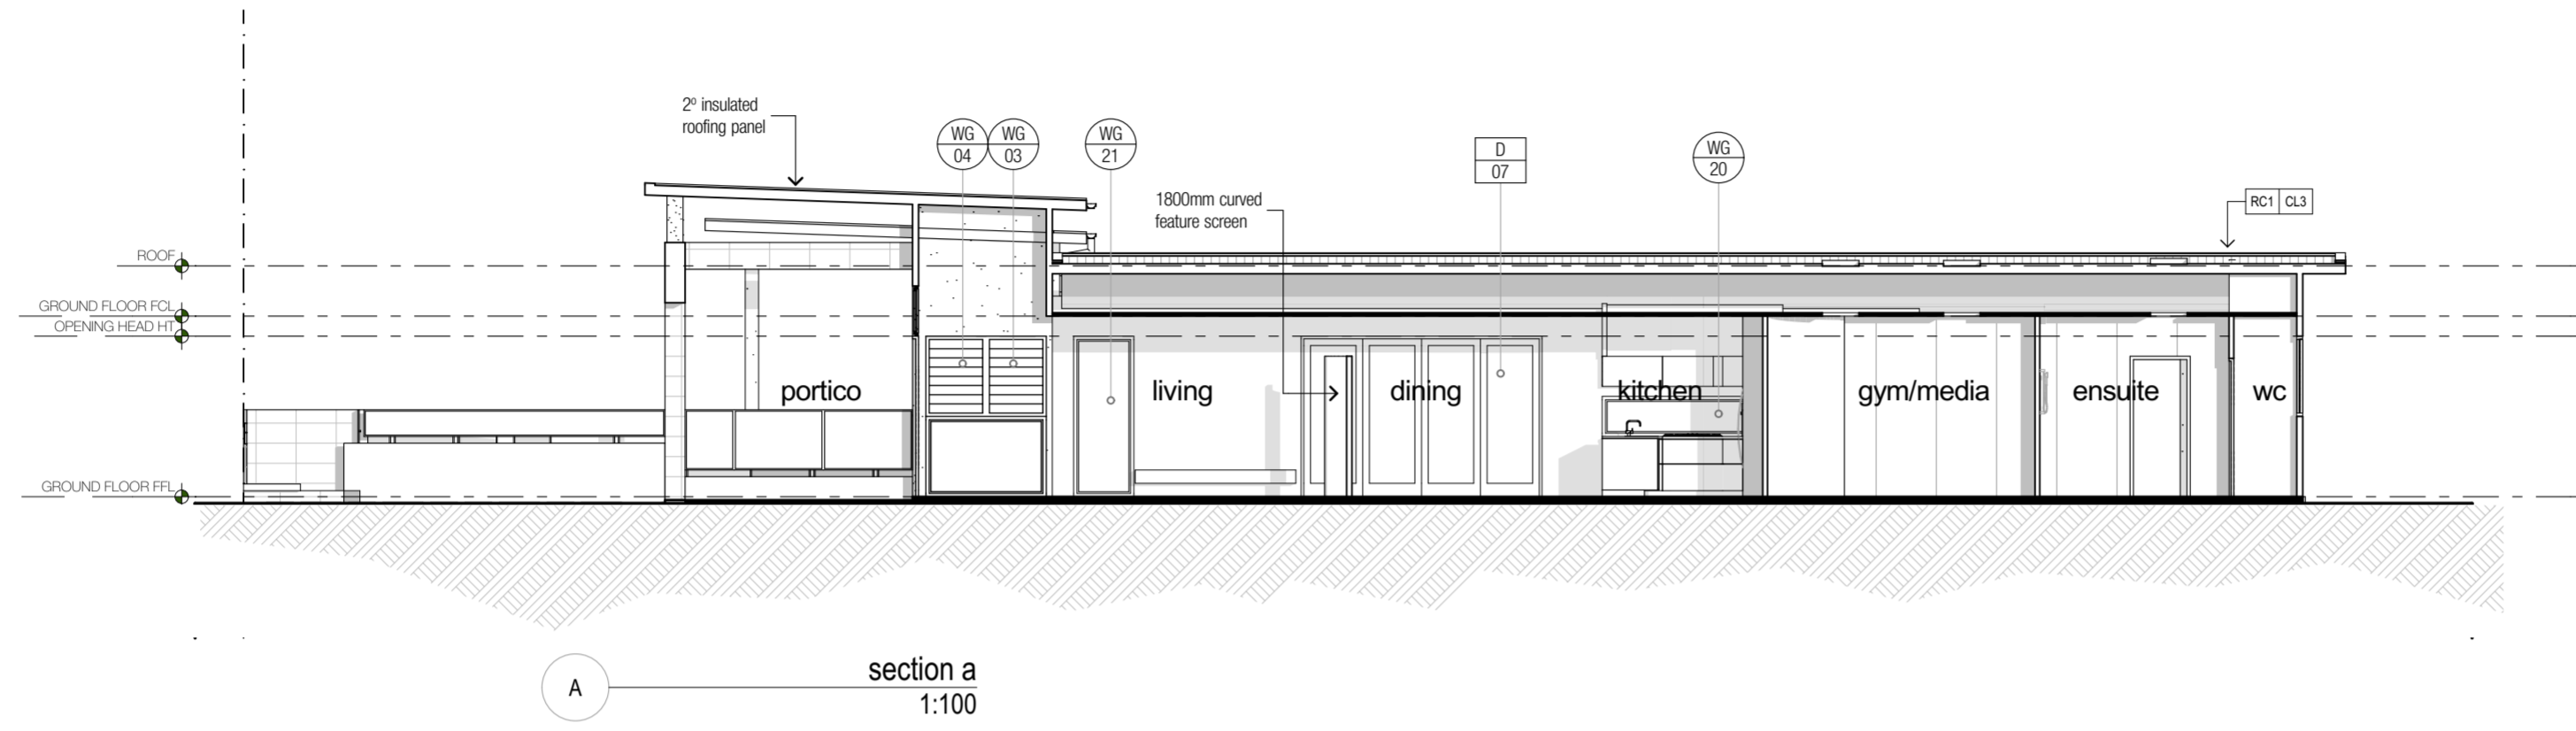 2º insulated
roofing panel
WG
04
WG
03
WG
21
D
07
WG
20
1800mm curved
feature screen
RC1 CL3
ROOF
GROUND FLOOR FCL
OPENING HEAD HT
GROUND FLOOR FFL
portico
living
dining
kitchen
gym/media
ensuite
wc
A
section a
1:100